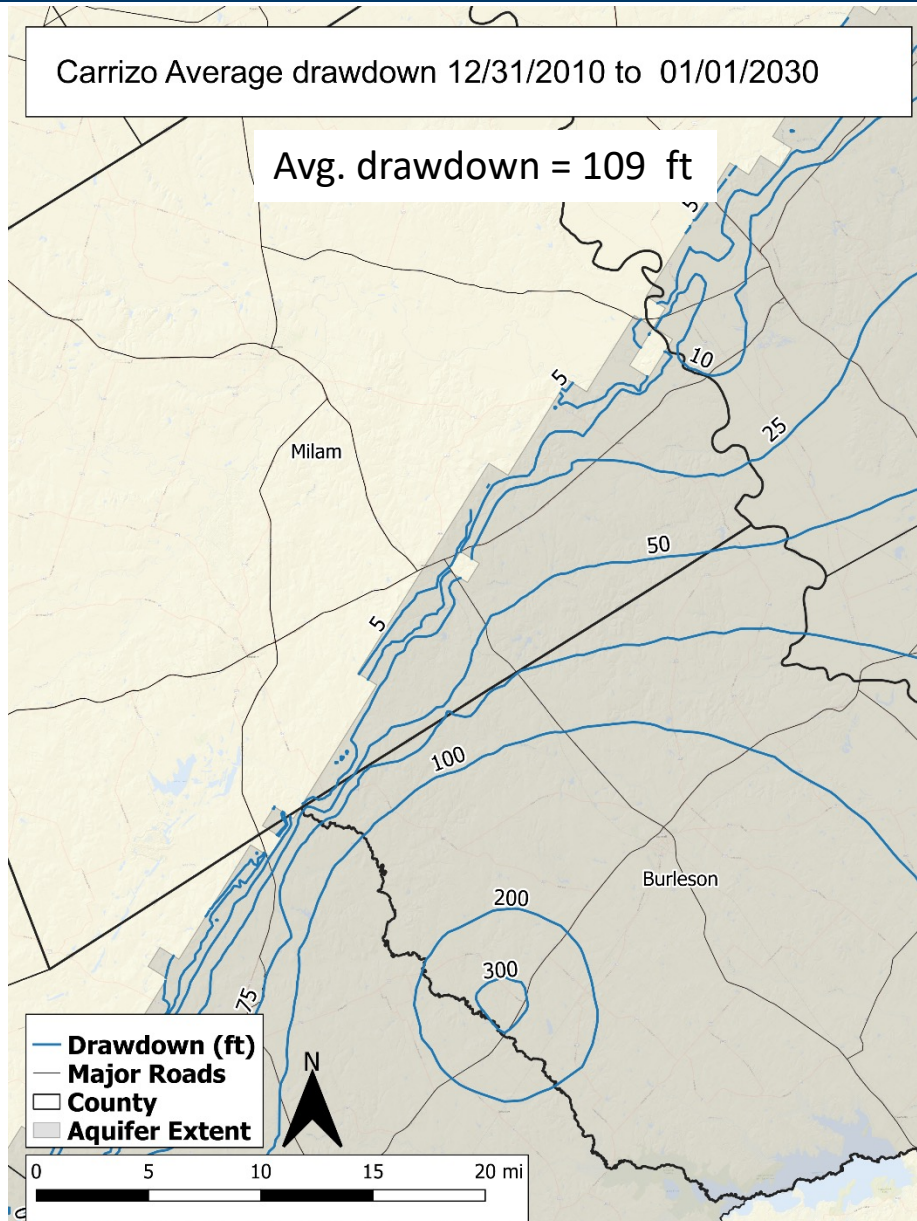 Carrizo Average drawdown 12/31/2010 to 01/01/2030
Avg. drawdown = 109 ft
5
10
5
25
Milam
50
5
100
Burleson
200
300
75
Drawdown (ft)
Major Roads
County
Aquifer Extent
N
0 5 10 15 20 mi